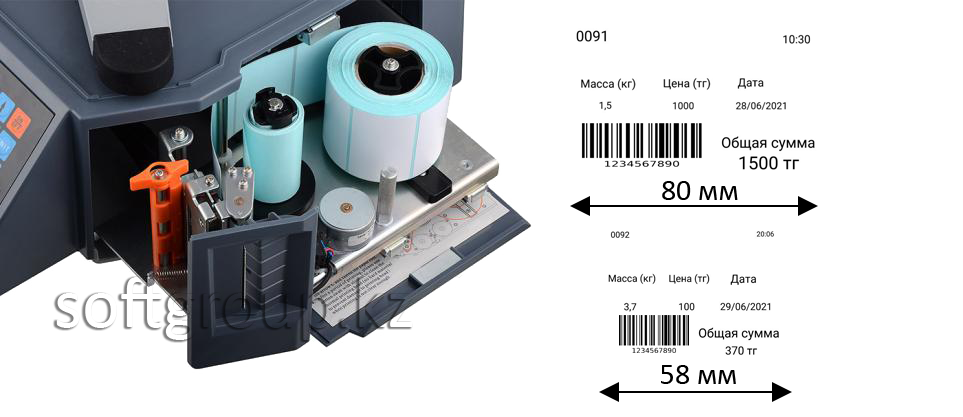 0091
10:30
Масса (кг) Цена (тг) Дата
1,5 1000 28/06/2021
Общая сумма
1500 тг
1234567890
80 мм
0092
20:06
Масса (кг) Цена (тг) Дата
3,7 100 29/06/2021
Общая сумма
370 тг
1234567890
58 мм
softgroup.kz